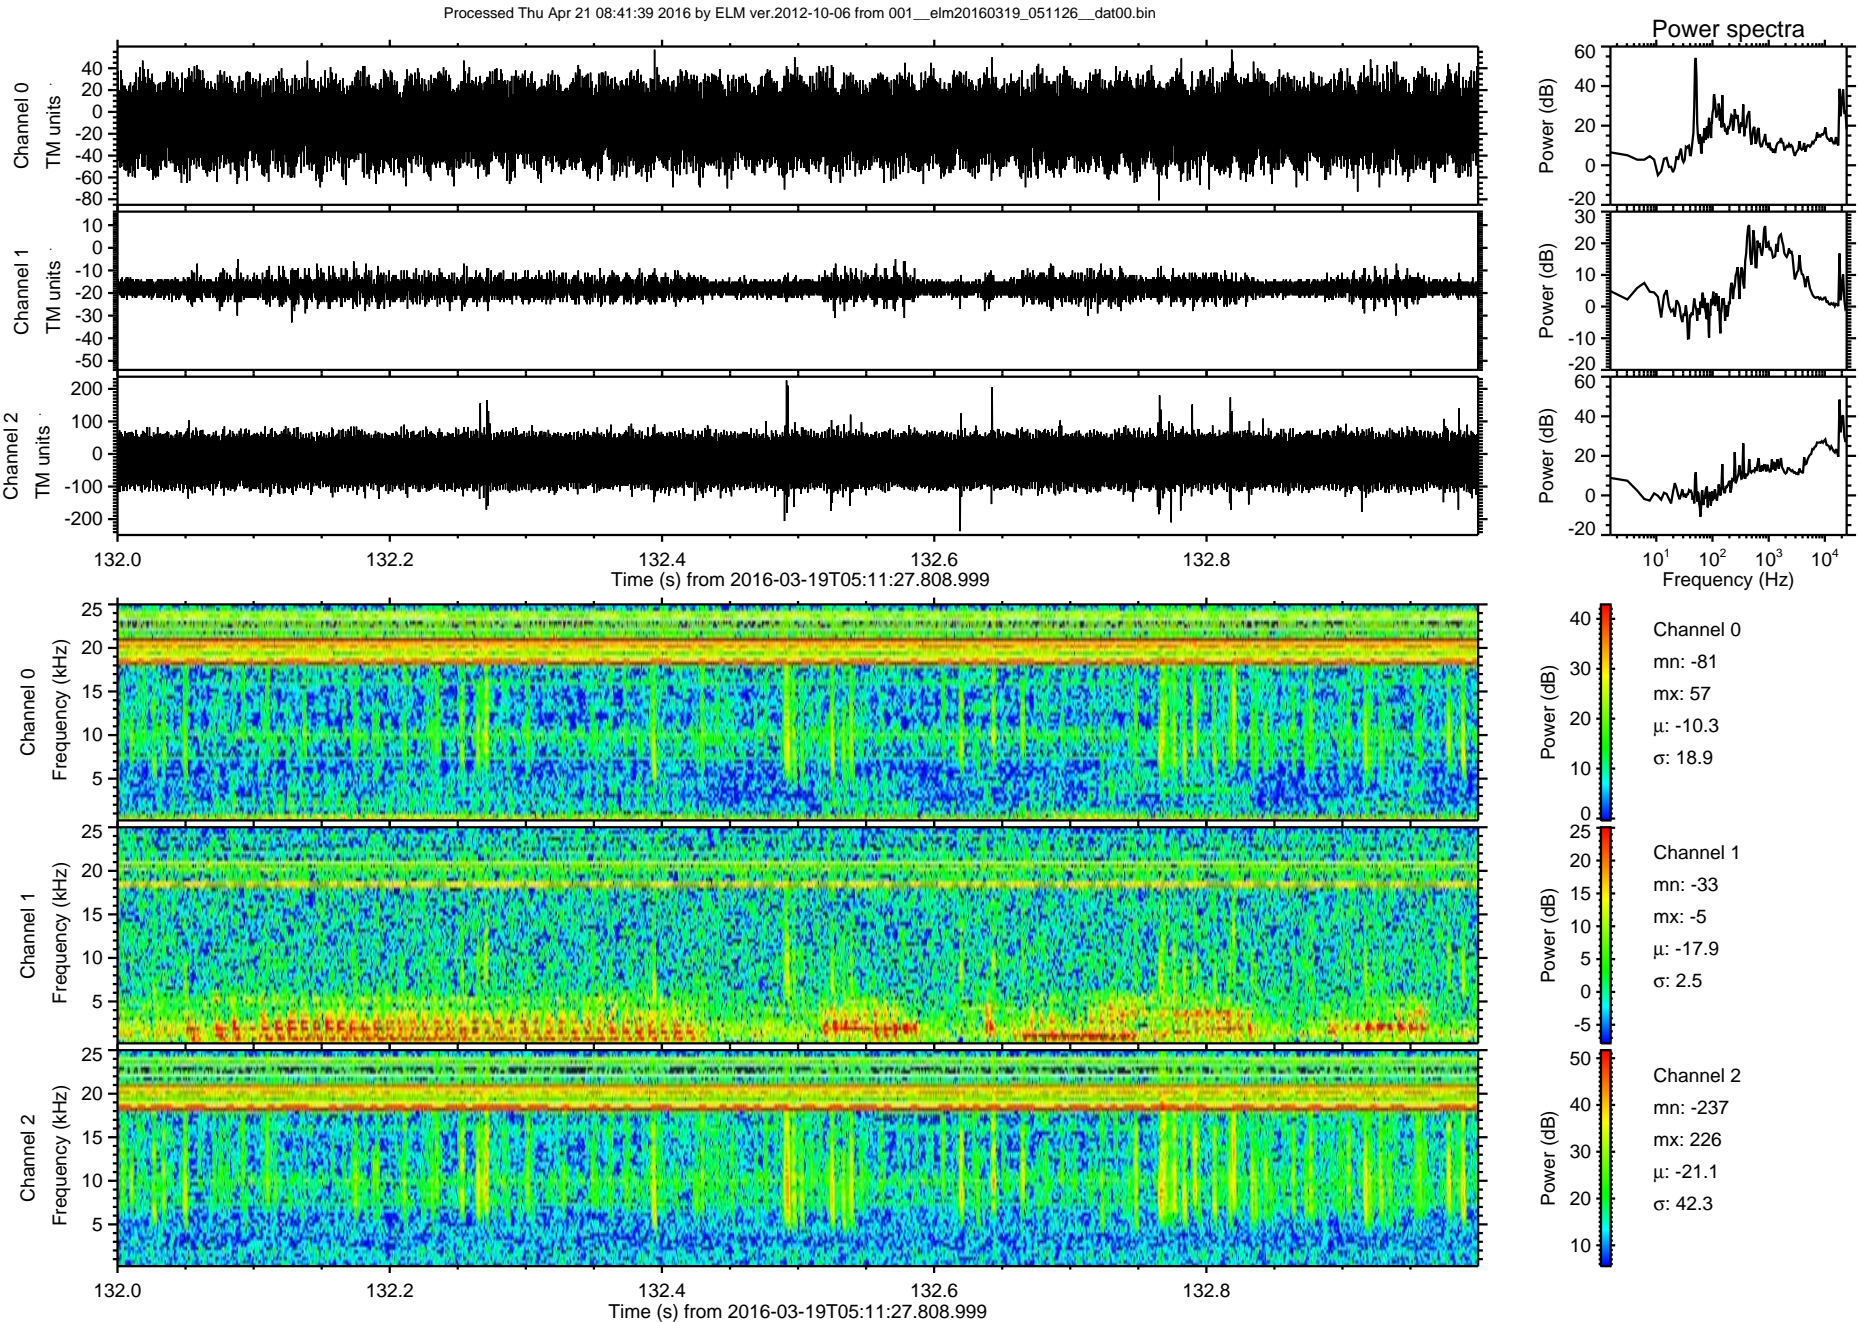 Processed Thu Apr 21 08:41:39 2016 by ELM ver.2012-10-06 from 001__elm20160319_051126__dat00.bin
Power spectra
Channel 0
TM units
40
20
0
-20
-40
-60
-80
Power (dB)
60
40
20
0
-20
Channel 1
TM units
10
0
-10
-20
-30
-40
-50
Power (dB)
30
20
10
0
-10
-20
Channel 2
TM units
200
100
0
-100
-200
Power (dB)
60
40
20
0
-20
132.0 132.2 132.4 132.6 132.8
Time (s) from 2016-03-19T05:11:27.808.999
10^1 10^2 10^3 10^4
Frequency (Hz)
Channel 0
Frequency (kHz)
25
20
15
10
5
Power (dB)
40
30
20
10
0
Channel 0
mn: -81
mx: 57
μ: -10.3
σ: 18.9
Channel 1
Frequency (kHz)
25
20
15
10
5
Power (dB)
25
20
15
10
5
0
-5
Channel 1
mn: -33
mx: -5
μ: -17.9
σ: 2.5
Channel 2
Frequency (kHz)
25
20
15
10
5
Power (dB)
50
40
30
20
10
Channel 2
mn: -237
mx: 226
μ: -21.1
σ: 42.3
132.0 132.2 132.4 132.6 132.8
Time (s) from 2016-03-19T05:11:27.808.999